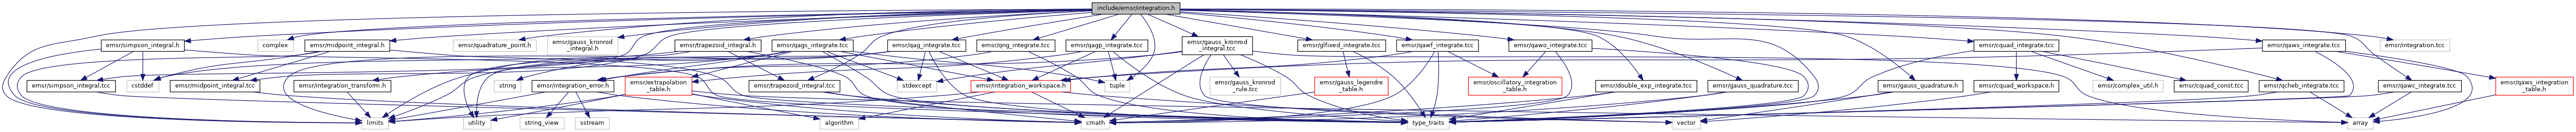 include/emsr/integration.h
emsr/simpson_integral.h
complex
emsr/midpoint_integral.h
emsr/quadrature_point.h
emsr/gauss_kronrod
_integral.h
emsr/trapezoid_integral.h
emsr/qags_integrate.tcc
emsr/qag_integrate.tcc
emsr/qng_integrate.tcc
emsr/qagp_integrate.tcc
emsr/gauss_kronrod
_integral.tcc
emsr/glfixed_integrate.tcc
emsr/qawf_integrate.tcc
emsr/qawo_integrate.tcc
emsr/cquad_integrate.tcc
emsr/qaws_integrate.tcc
emsr/integration.tcc
emsr/simpson_integral.tcc
cstddef
emsr/midpoint_integral.tcc
emsr/integration_transform.h
string
emsr/integration_error.h
emsr/extrapolation
_table.h
emsr/trapezoid_integral.tcc
stdexcept
emsr/integration_workspace.h
tuple
emsr/gauss_kronrod
_rule.tcc
emsr/gauss_legendre
_table.h
emsr/oscillatory_integration
_table.h
emsr/double_exp_integrate.tcc
emsr/gauss_quadrature.tcc
emsr/gauss_quadrature.h
emsr/cquad_workspace.h
emsr/complex_util.h
emsr/cquad_const.tcc
emsr/qcheb_integrate.tcc
emsr/qawc_integrate.tcc
emsr/qaws_integration
_table.h
limits
utility
string_view
sstream
algorithm
cmath
type_traits
vector
array